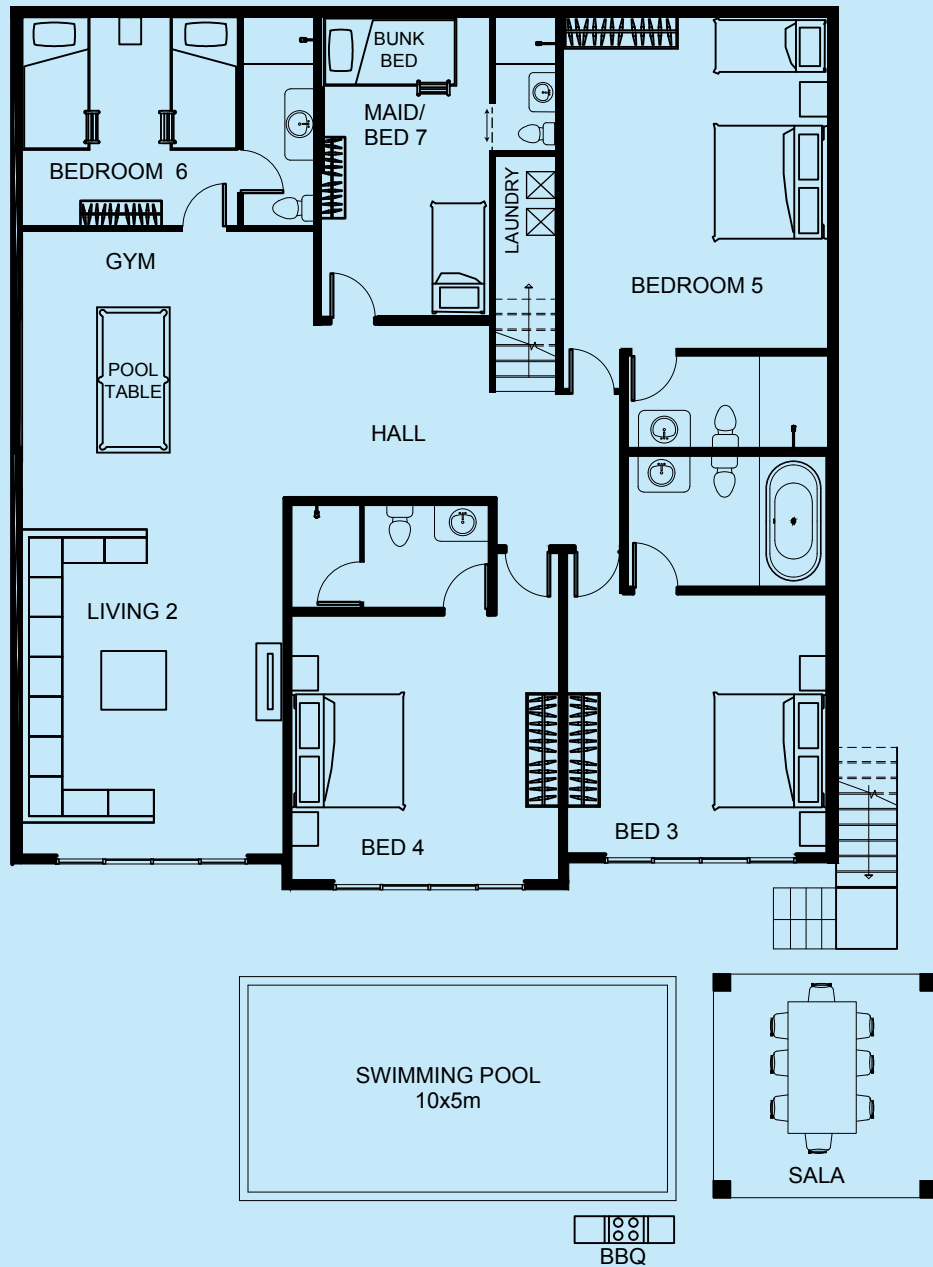 BUNK
BED
MAID/
BED 7
BEDROOM 6
LAUNDRY
GYM
BEDROOM 5
POOL
TABLE
HALL
LIVING 2
BED 4
BED 3
SWIMMING POOL
10x5m
SALA
BBQ